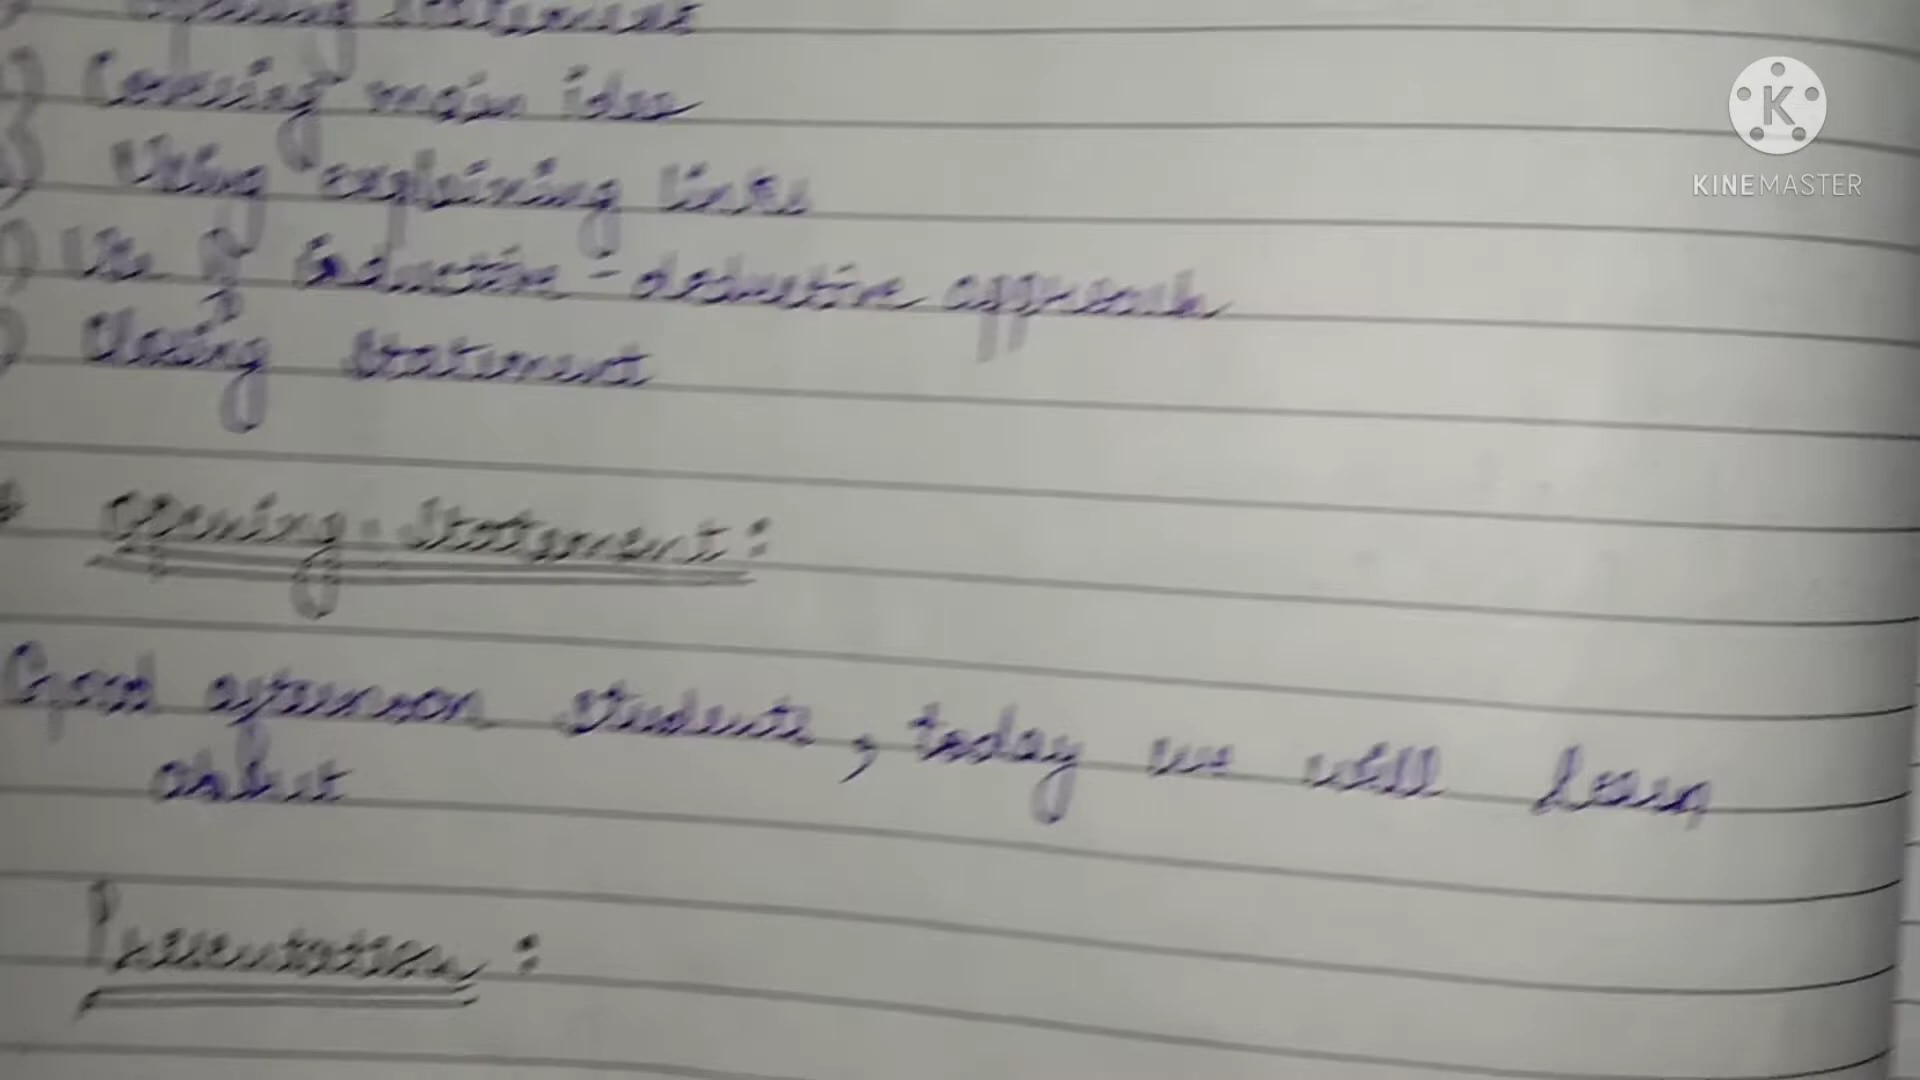 Opening statement
) Covering main idea
) Using explaining links
) Use of Inductive - deductive approach
) Closing statement
Opening - Statement :
Good afternoon students, today we will learn
about
Presentation :
K
KINEMASTER